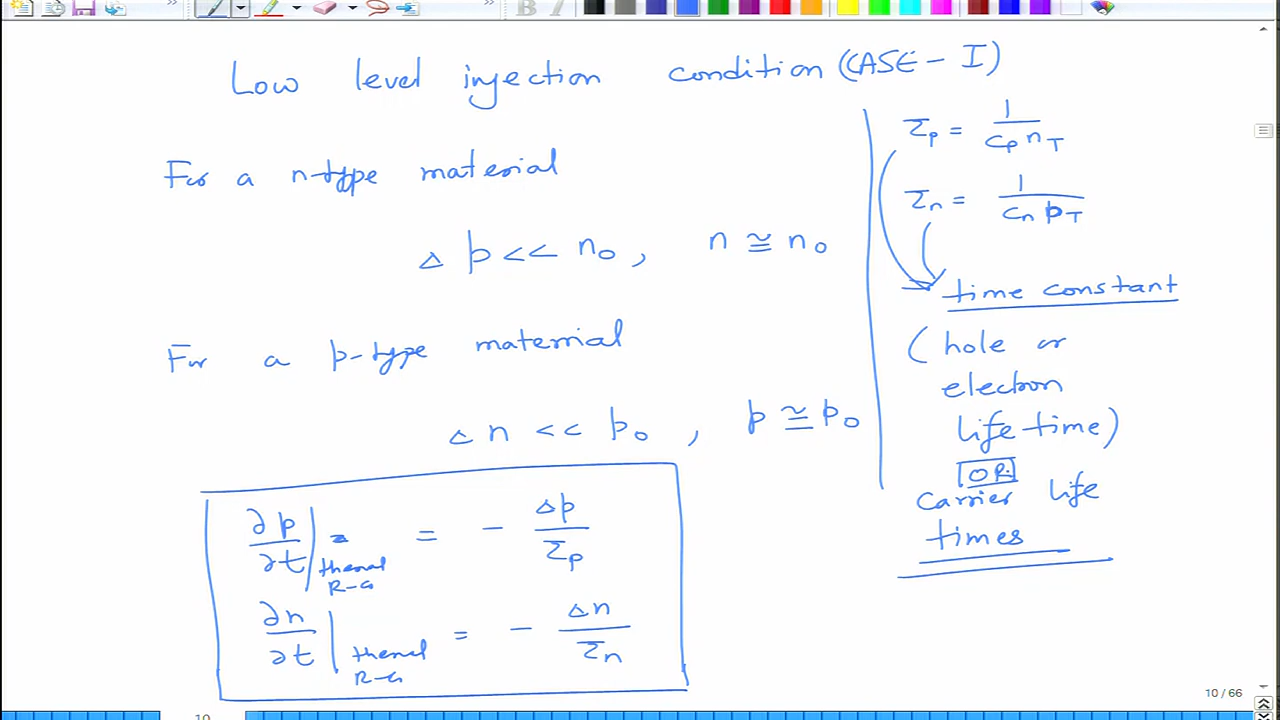 Low level injection condition (CASE - I)
For a n-type material
Δ p << n₀ , n ≅ n₀
For a p-type material
Δ n << p₀ , p ≅ p₀
∂p/∂t | thermal R-G = - Δp/τp
∂n/∂t | thermal R-G = - Δn/τn
τp = 1/(cp nT)
τn = 1/(cn pT)
time constant
( hole or
electron
life time)
OR
carrier life
times
10 / 66
10